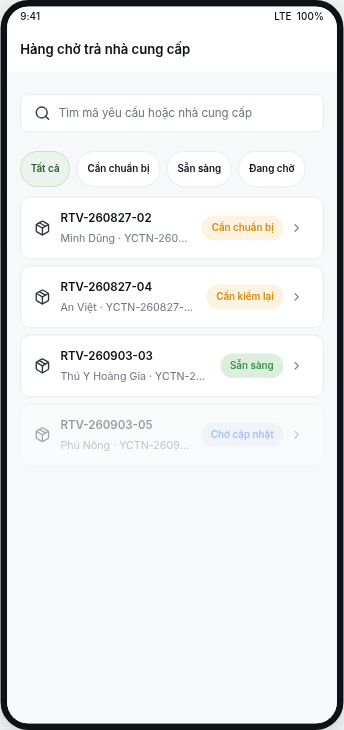 9:41 LTE 100%
Hàng chờ trả nhà cung cấp
Tìm mã yêu cầu hoặc nhà cung cấp
Tất cả Cần chuẩn bị Sẵn sàng Đang chờ
RTV-260827-02
Minh Dũng · YCTN-260... Cần chuẩn bị
RTV-260827-04
An Việt · YCTN-260827-... Cần kiểm lại
RTV-260903-03
Thú Y Hoàng Gia · YCTN-2... Sẵn sàng
RTV-260903-05
Phú Nông · YCTN-2609... Chờ cập nhật